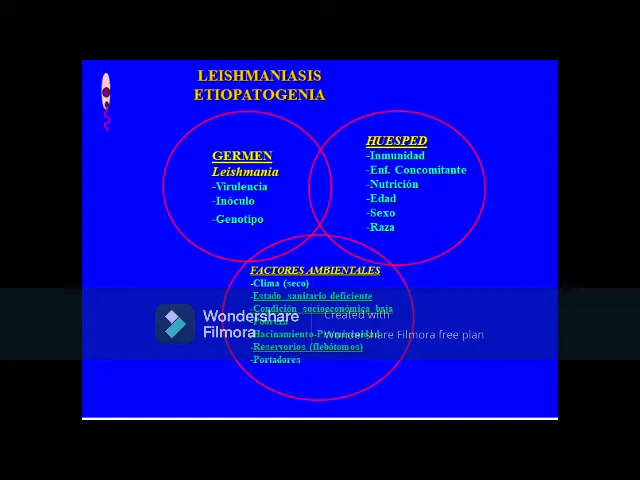 LEISHMANIASIS
ETIOPATOGENIA
GERMEN
Leishmania
-Virulencia
-Inóculo
-Genotipo
HUESPED
-Inmunidad
-Enf. Concomitante
-Nutrición
-Edad
-Sexo
-Raza
FACTORES AMBIENTALES
-Clima (seco)
-Estado sanitario deficiente
-Condición socioeconómica baja
-Reservorios (flebótomos)
-Portadores
Wondershare
Filmora
Created with
Wondershare Filmora free plan